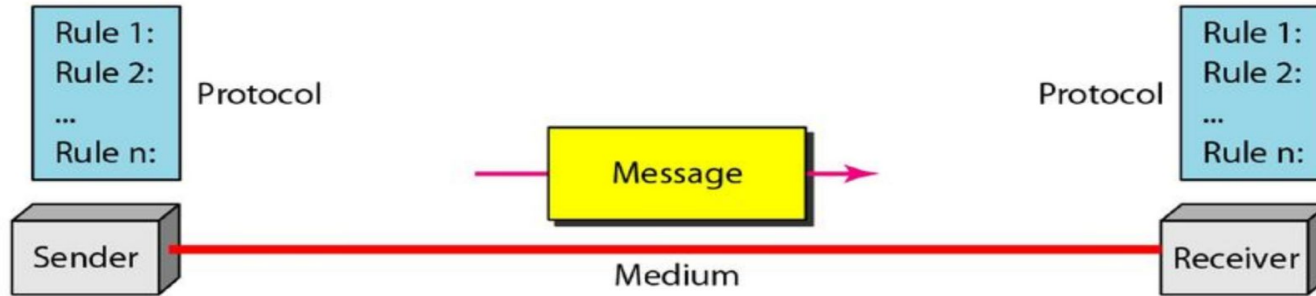 Rule 1:
Rule 2:
...
Rule n:
Protocol
Protocol
Rule 1:
Rule 2:
...
Rule n:
Message
Sender
Medium
Receiver